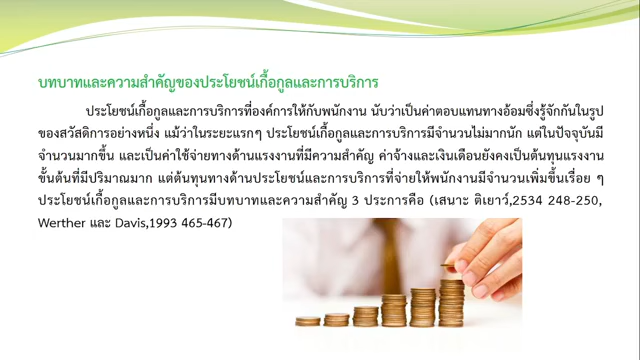 บทบาทและความสำคัญของประโยชน์เกื้อกูลและการบริการ
ประโยชน์เกื้อกูลและการบริการที่องค์การให้กับพนักงาน นับว่าเป็นค่าตอบแทนทางอ้อมซึ่งรู้จักกันในรูป
ของสวัสดิการอย่างหนึ่ง แม้ว่าในระยะแรกๆ ประโยชน์เกื้อกูลและการบริการมีจำนวนไม่มากนัก แต่ในปัจจุบันมี
จำนวนมากขึ้น และเป็นค่าใช้จ่ายทางด้านแรงงานที่มีความสำคัญ ค่าจ้างและเงินเดือนยังคงเป็นต้นทุนแรงงาน
ขั้นต้นที่มีปริมาณมาก แต่ต้นทุนทางด้านประโยชน์และการบริการที่จ่ายให้พนักงานมีจำนวนเพิ่มขึ้นเรื่อย ๆ
ประโยชน์เกื้อกูลและการบริการมีบทบาทและความสำคัญ 3 ประการคือ (เสนาะ ติเยาว์,2534 248-250,
Werther และ Davis,1993 465-467)